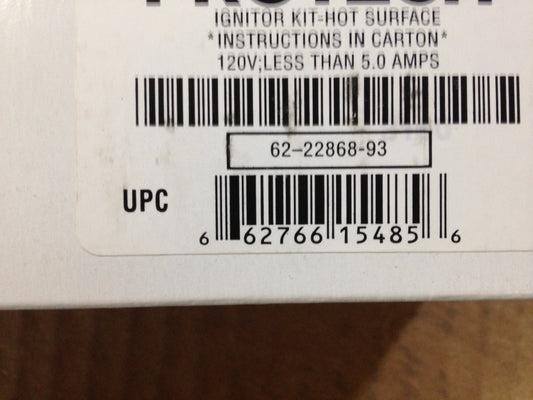 IGNITOR KIT-HOT SURFACE
*INSTRUCTIONS IN CARTON*
120V;LESS THAN 5.0 AMPS
62-22868-93
UPC
6 62766 15485 6